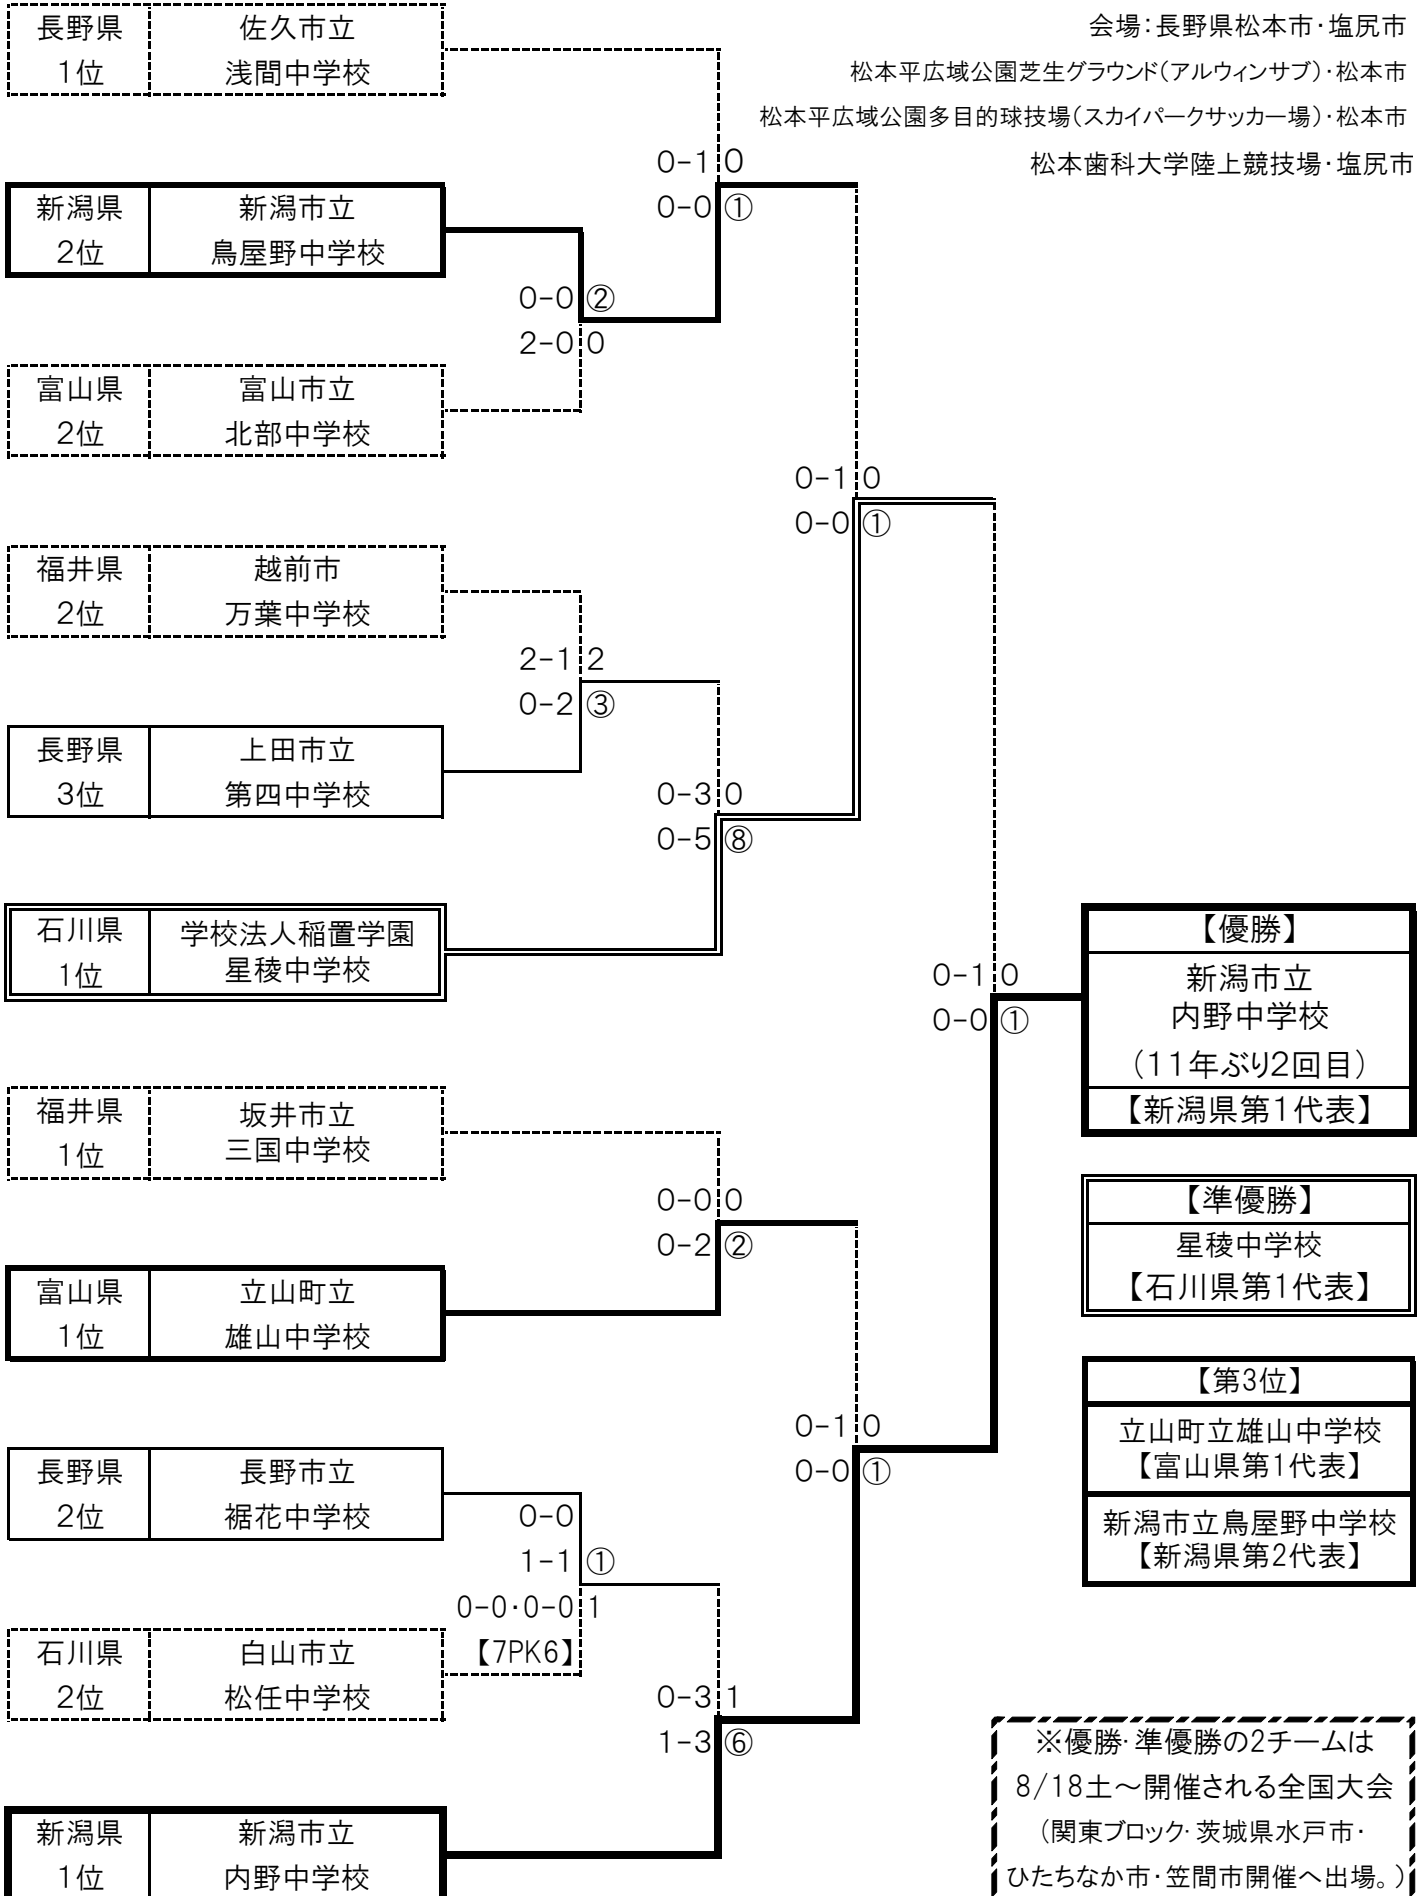 長野県 佐久市立
1位 浅間中学校
会場:長野県松本市・塩尻市
松本平広域公園芝生グラウンド(アルウィンサブ)・松本市
松本平広域公園多目的球技場(スカイパークサッカー場)・松本市
松本歯科大学陸上競技場・塩尻市
0-1 0
0-0 ①
新潟県 新潟市立
2位 鳥屋野中学校
0-0 ②
2-0 0
富山県 富山市立
2位 北部中学校
0-1 0
0-0 ①
福井県 越前市
2位 万葉中学校
2-1 2
0-2 ③
長野県 上田市立
3位 第四中学校
0-3 0
0-5 ⑧
石川県 学校法人稲置学園
1位 星稜中学校
0-1 0
0-0 ①
【優勝】
新潟市立
内野中学校
(11年ぶり2回目)
【新潟県第1代表】
福井県 坂井市立
1位 三国中学校
0-0 0
0-2 ②
【準優勝】
星稜中学校
【石川県第1代表】
富山県 立山町立
1位 雄山中学校
【第3位】
立山町立雄山中学校
【富山県第1代表】
新潟市立鳥屋野中学校
【新潟県第2代表】
0-1 0
0-0 ①
長野県 長野市立
2位 裾花中学校
0-0
1-1 ①
0-0・0-0 1
【7PK6】
石川県 白山市立
2位 松任中学校
0-3 1
1-3 ⑥
新潟県 新潟市立
1位 内野中学校
※優勝・準優勝の2チームは
8/18土～開催される全国大会
(関東ブロック・茨城県水戸市・
ひたちなか市・笠間市開催へ出場。)